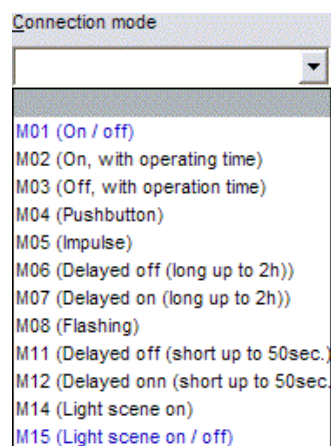 Connection mode
M01 (On / off)
M02 (On, with operating time)
M03 (Off, with operation time)
M04 (Pushbutton)
M05 (Impulse)
M06 (Delayed off (long up to 2h))
M07 (Delayed on (long up to 2h))
M08 (Flashing)
M11 (Delayed off (short up to 50sec.)
M12 (Delayed onn (short up to 50sec.
M14 (Light scene on)
M15 (Light scene on / off)